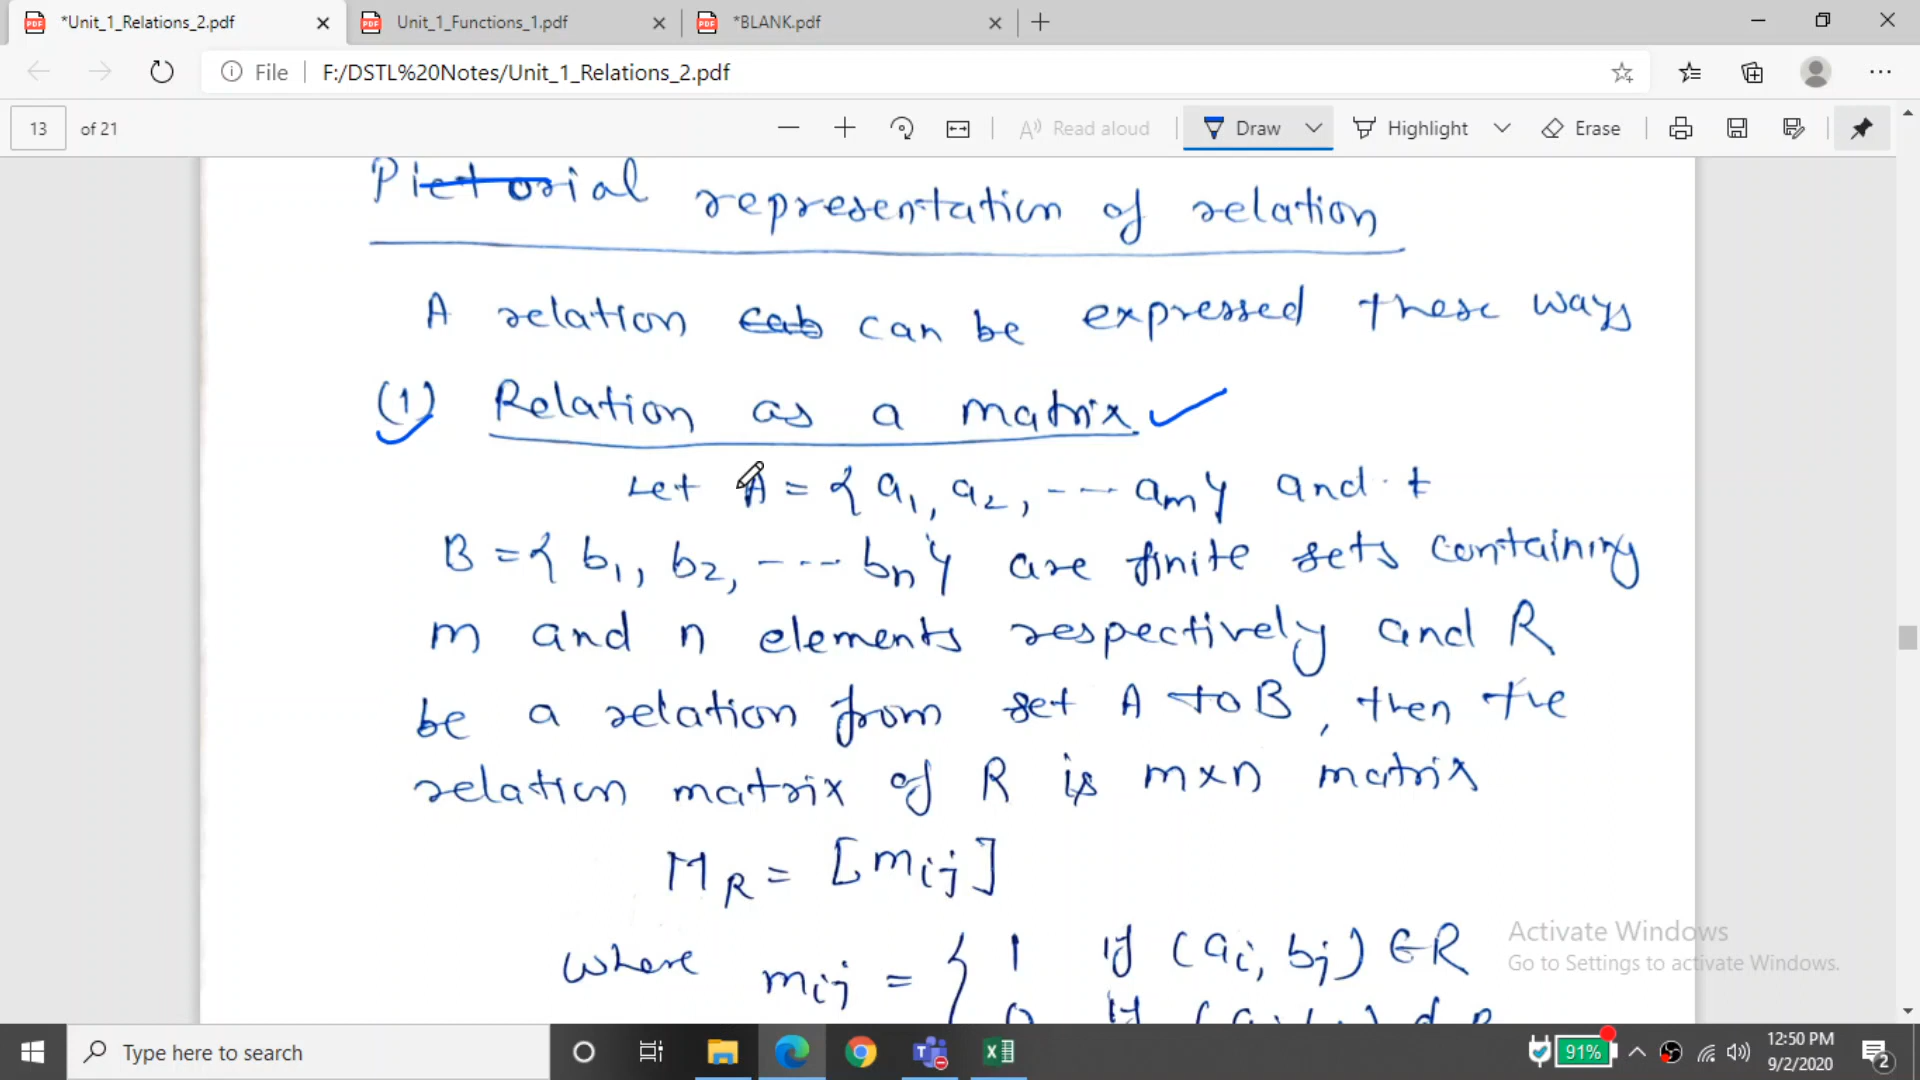 *Unit_1_Relations_2.pdf
Unit_1_Functions_1.pdf
*BLANK.pdf
File
F:/DSTL%20Notes/Unit_1_Relations_2.pdf
13 of 21
A Read aloud
Draw
Highlight
Erase
Pictorial representation of relation
A relation cab can be expressed these ways
(1) Relation as a matrix
Let A = { a1, a2, ---- am } and
B = { b1, b2, ---- bn } are finite sets containing
m and n elements respectively and R
be a relation from set A to B, then the
relation matrix of R is m×n matrix
MR = [mij]
where mij = { 1 if (ai, bj) ∈ R
0 if
Activate Windows
Go to Settings to activate Windows.
Type here to search
91%
12:50 PM
9/2/2020
2